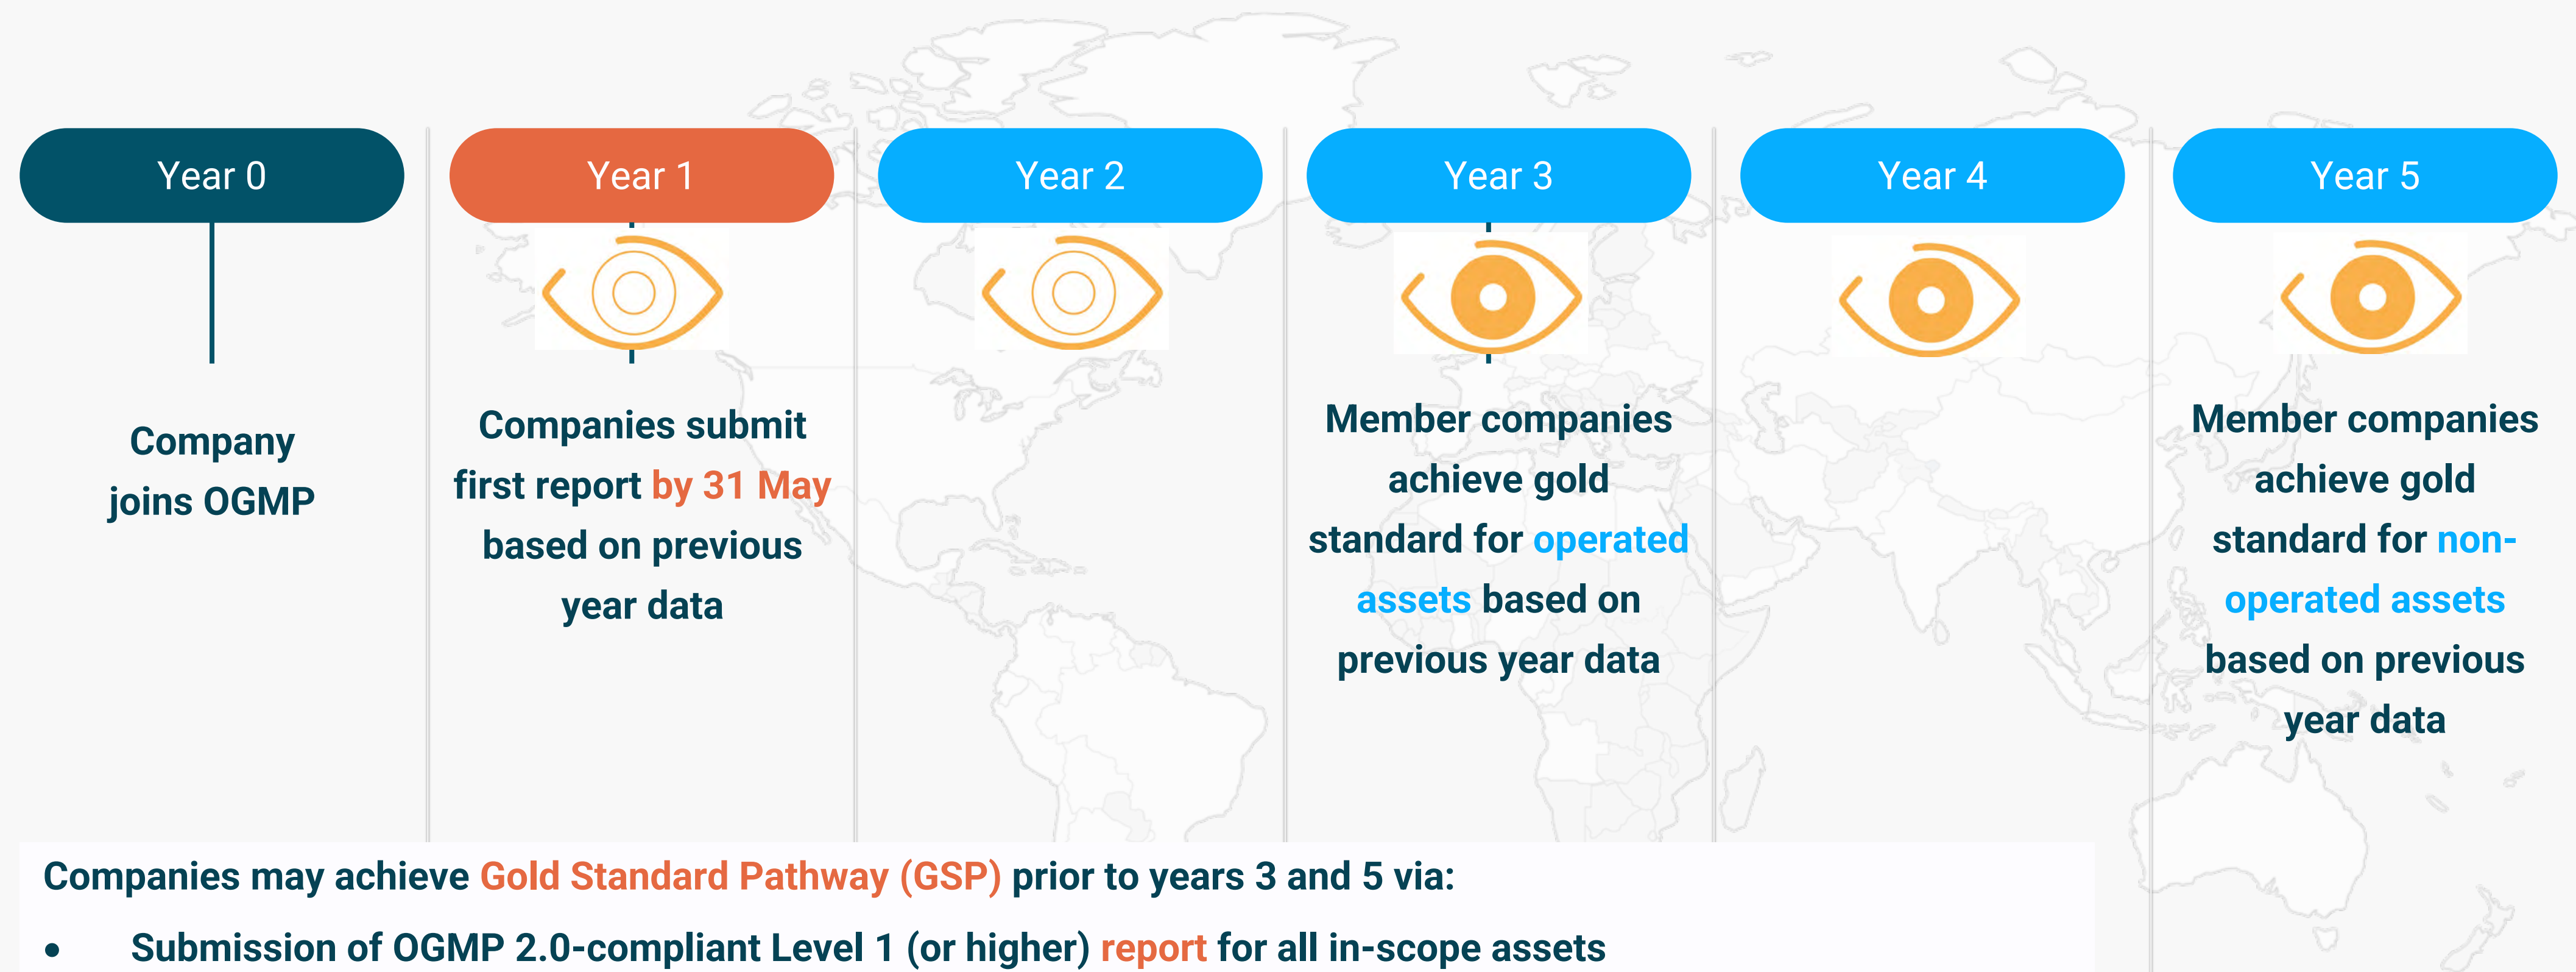 Year 0
Year 1
Year 2
Year 3
Year 4
Year 5
Company
joins OGMP
Companies submit
first report by 31 May
based on previous
year data
Member companies
achieve gold
standard for operated
assets based on
previous year data
Member companies
achieve gold
standard for non-
operated assets
based on previous
year data
Companies may achieve Gold Standard Pathway (GSP) prior to years 3 and 5 via:
• Submission of OGMP 2.0-compliant Level 1 (or higher) report for all in-scope assets